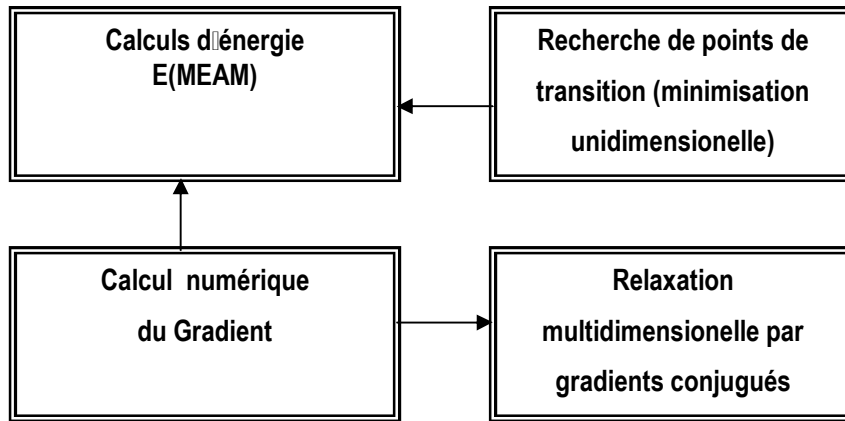 Calculs d▯énergie
E(MEAM)
Recherche de points de
transition (minimisation
unidimensionelle)
Calcul numérique
du Gradient
Relaxation
multidimensionelle par
gradients conjugués